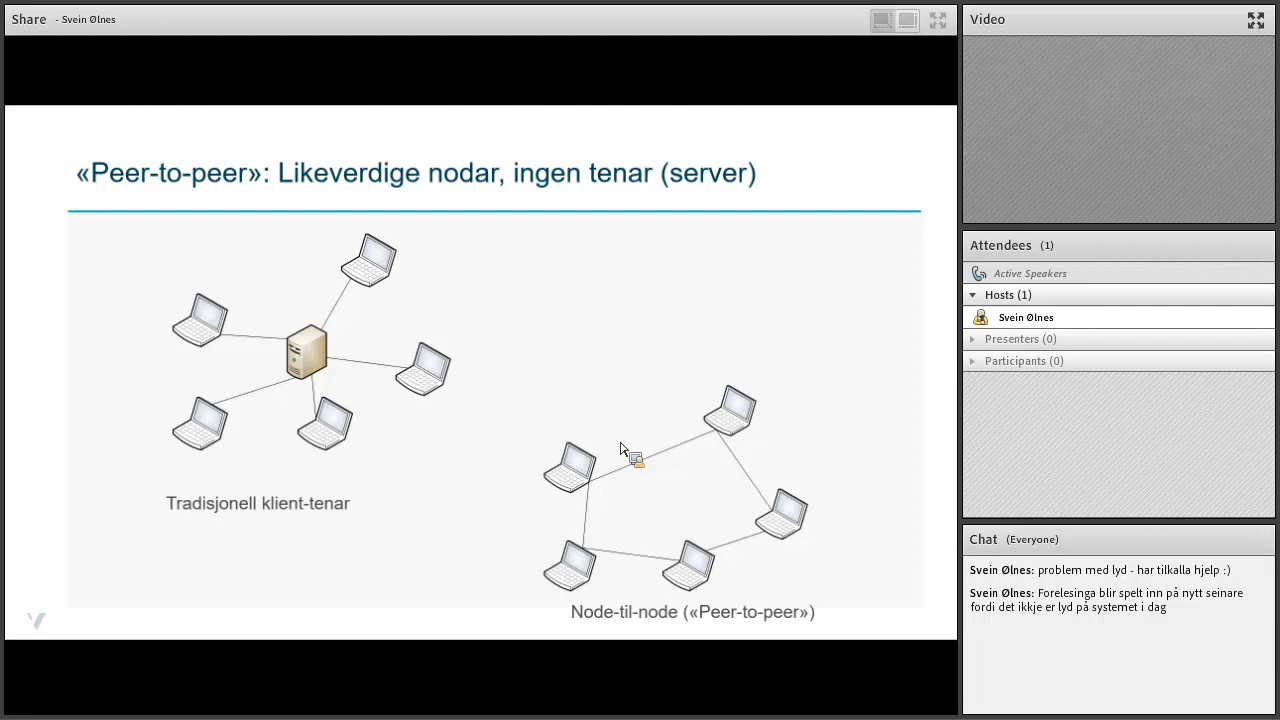 Share - Svein Ølnes
Video
«Peer-to-peer»: Likeverdige nodar, ingen tenar (server)
Tradisjonell klient-tenar
Node-til-node («Peer-to-peer»)
Attendees (1)
Active Speakers
Hosts (1)
Svein Ølnes
Presenters (0)
Participants (0)
Chat (Everyone)
Svein Ølnes: problem med lyd - har tilkalla hjelp :)
Svein Ølnes: Forelesinga blir spelt inn på nytt seinare
fordi det ikkje er lyd på systemet i dag